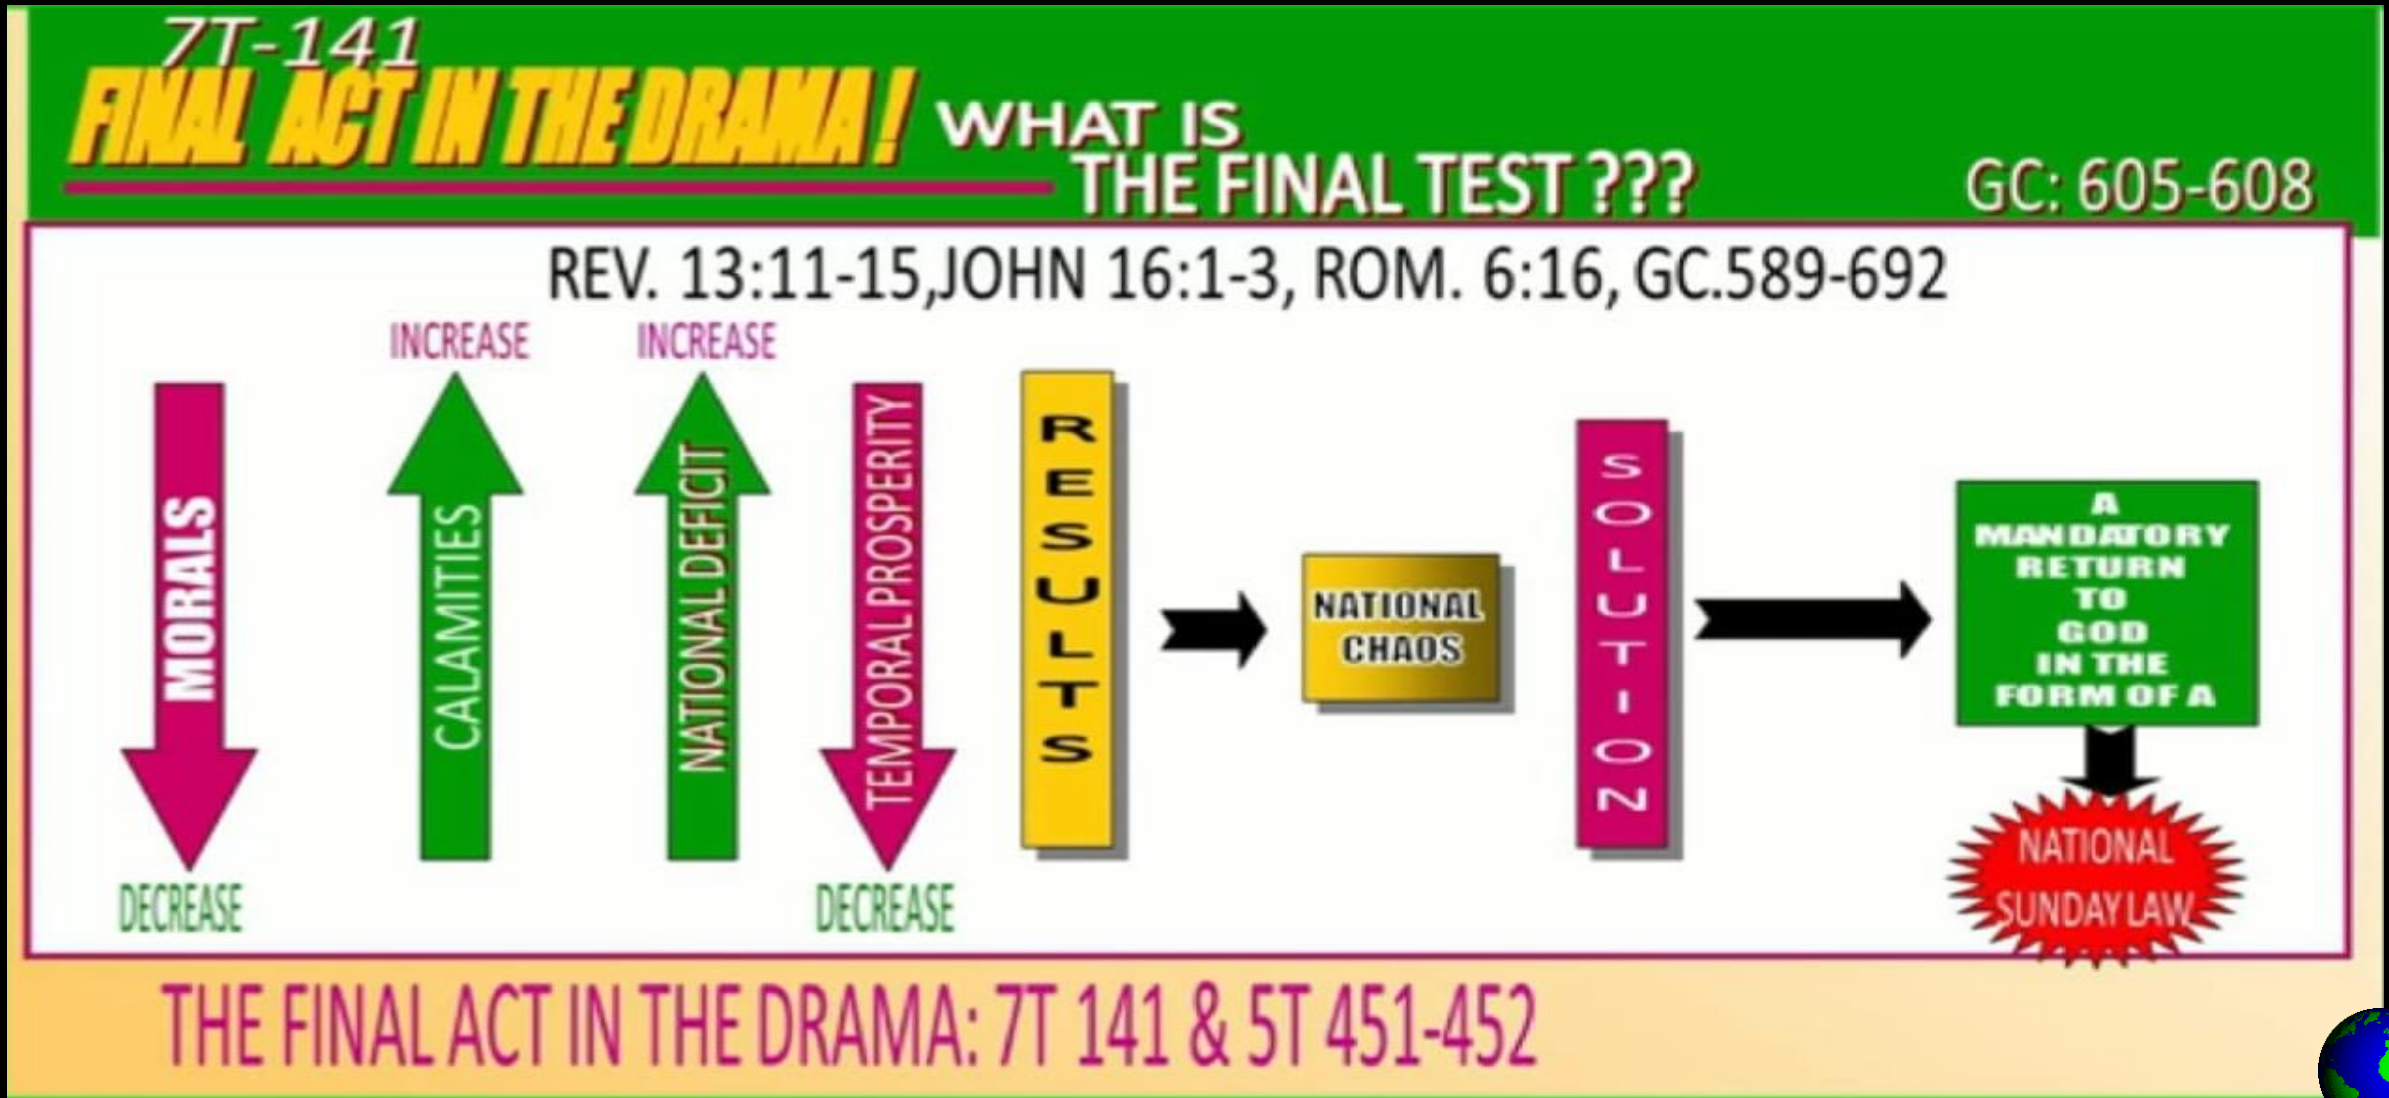 7T-141
FINAL ACT IN THE DRAMA! WHAT IS
THE FINAL TEST ???
GC: 605-608
REV. 13:11-15,JOHN 16:1-3, ROM. 6:16, GC.589-692
MORALS
DECREASE
INCREASE
CALAMITIES
INCREASE
NATIONAL DEFICIT
TEMPORAL PROSPERITY
DECREASE
RESULTS
NATIONAL
CHAOS
SOLUTION
A
MANDATORY
RETURN
TO
GOD
IN THE
FORM OF A
NATIONAL
SUNDAY LAW
THE FINAL ACT IN THE DRAMA: 7T 141 & 5T 451-452